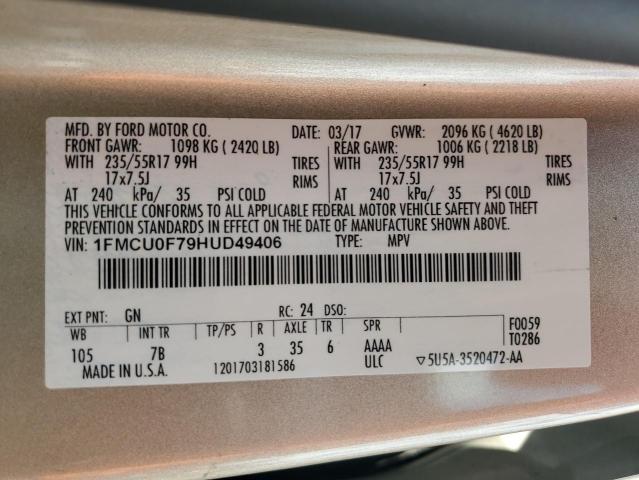 MFD. BY FORD MOTOR CO. DATE: 03/17 GVWR: 2096 KG ( 4620 LB)
FRONT GAWR: 1098 KG ( 2420 LB) REAR GAWR: 1006 KG ( 2218 LB)
WITH 235/55R17 99H TIRES WITH 235/55R17 99H TIRES
17x7.5J RIMS 17x7.5J RIMS
AT 240 kPa/ 35 PSI COLD AT 240 kPa/ 35 PSI COLD
THIS VEHICLE CONFORMS TO ALL APPLICABLE FEDERAL MOTOR VEHICLE SAFETY AND THEFT
PREVENTION STANDARDS IN EFFECT ON THE DATE OF MANUFACTURE SHOWN ABOVE.
VIN: 1FMCU0F79HUD49406 TYPE: MPV
EXT PNT: GN RC: 24 DSO:
WB INT TR TP/PS R AXLE TR SPR F0059
T0286
105 7B 3 35 6 AAAA
MADE IN U.S.A. 1201703181586 ULC ▽5U5A-3520472-AA